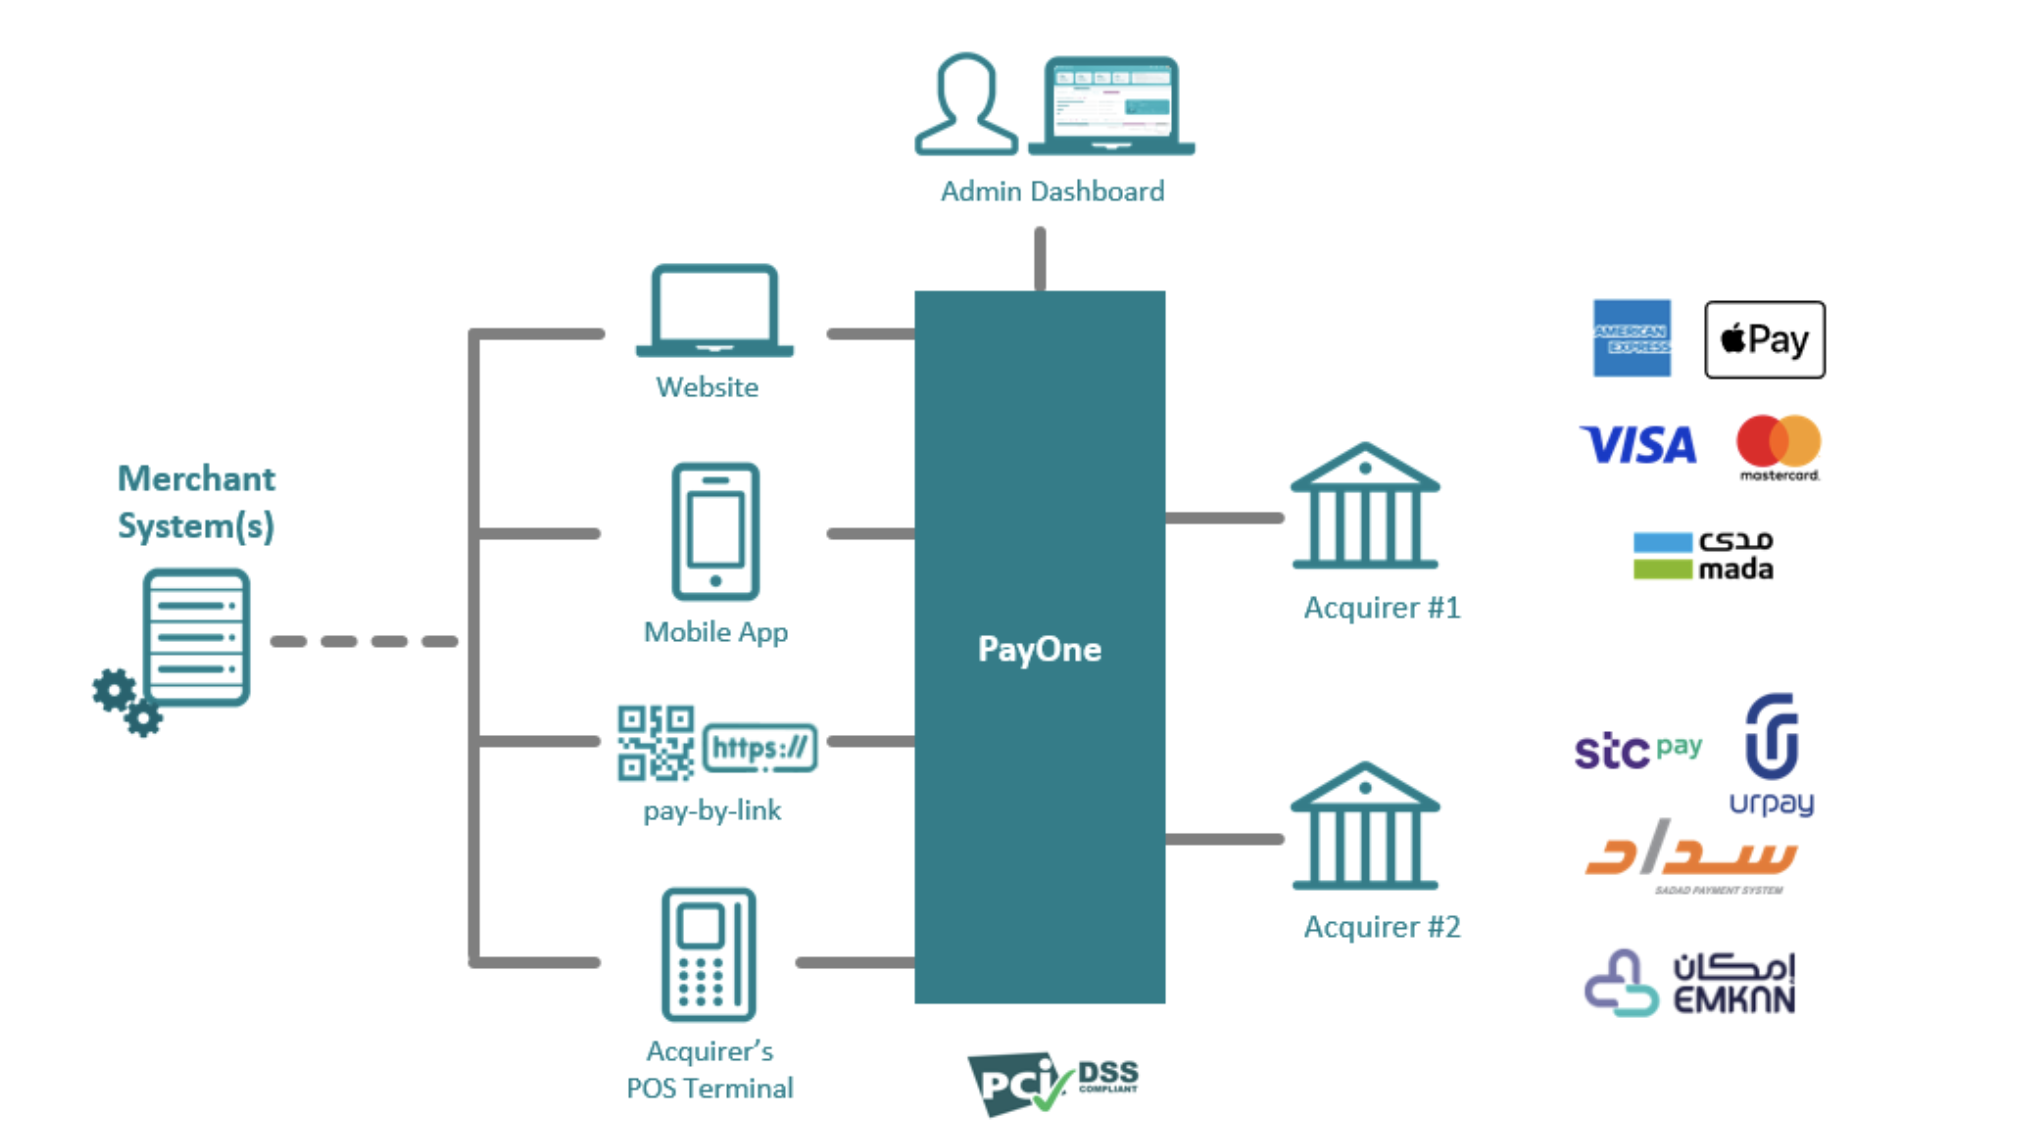 Admin Dashboard
Website
Merchant
System(s)
Mobile App
https://
pay-by-link
Acquirer’s
POS Terminal
PayOne
PCi DSS
COMPLIANT
Acquirer #1
Acquirer #2
AMERICAN
EXPRESS
Pay
VISA
mastercard.
مدى
mada
stc pay
urpay
سداد
SADAD PAYMENT SYSTEM
إمكان
EMKAN